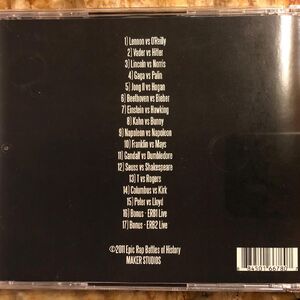 1) Lennon vs O'Reilly
2) Vader vs Hitler
3) Lincoln vs Norris
4) Gaga vs Palin
5) Jong Il vs Hogan
6) Beethoven vs Bieber
7) Einstein vs Hawking
8) Kahn vs Bunny
9) Napoleon vs Napoleon
10) Franklin vs Mays
11) Gandalf vs Dumbledore
12) Seuss vs Shakespeare
13) T vs Rogers
14) Columbus vs Kirk
15) Peter vs Lloyd
16) Bonus - ERB1 Live
17) Bonus - ERB2 Live
©2011 Epic Rap Battles of History
MAKER STUDIOS